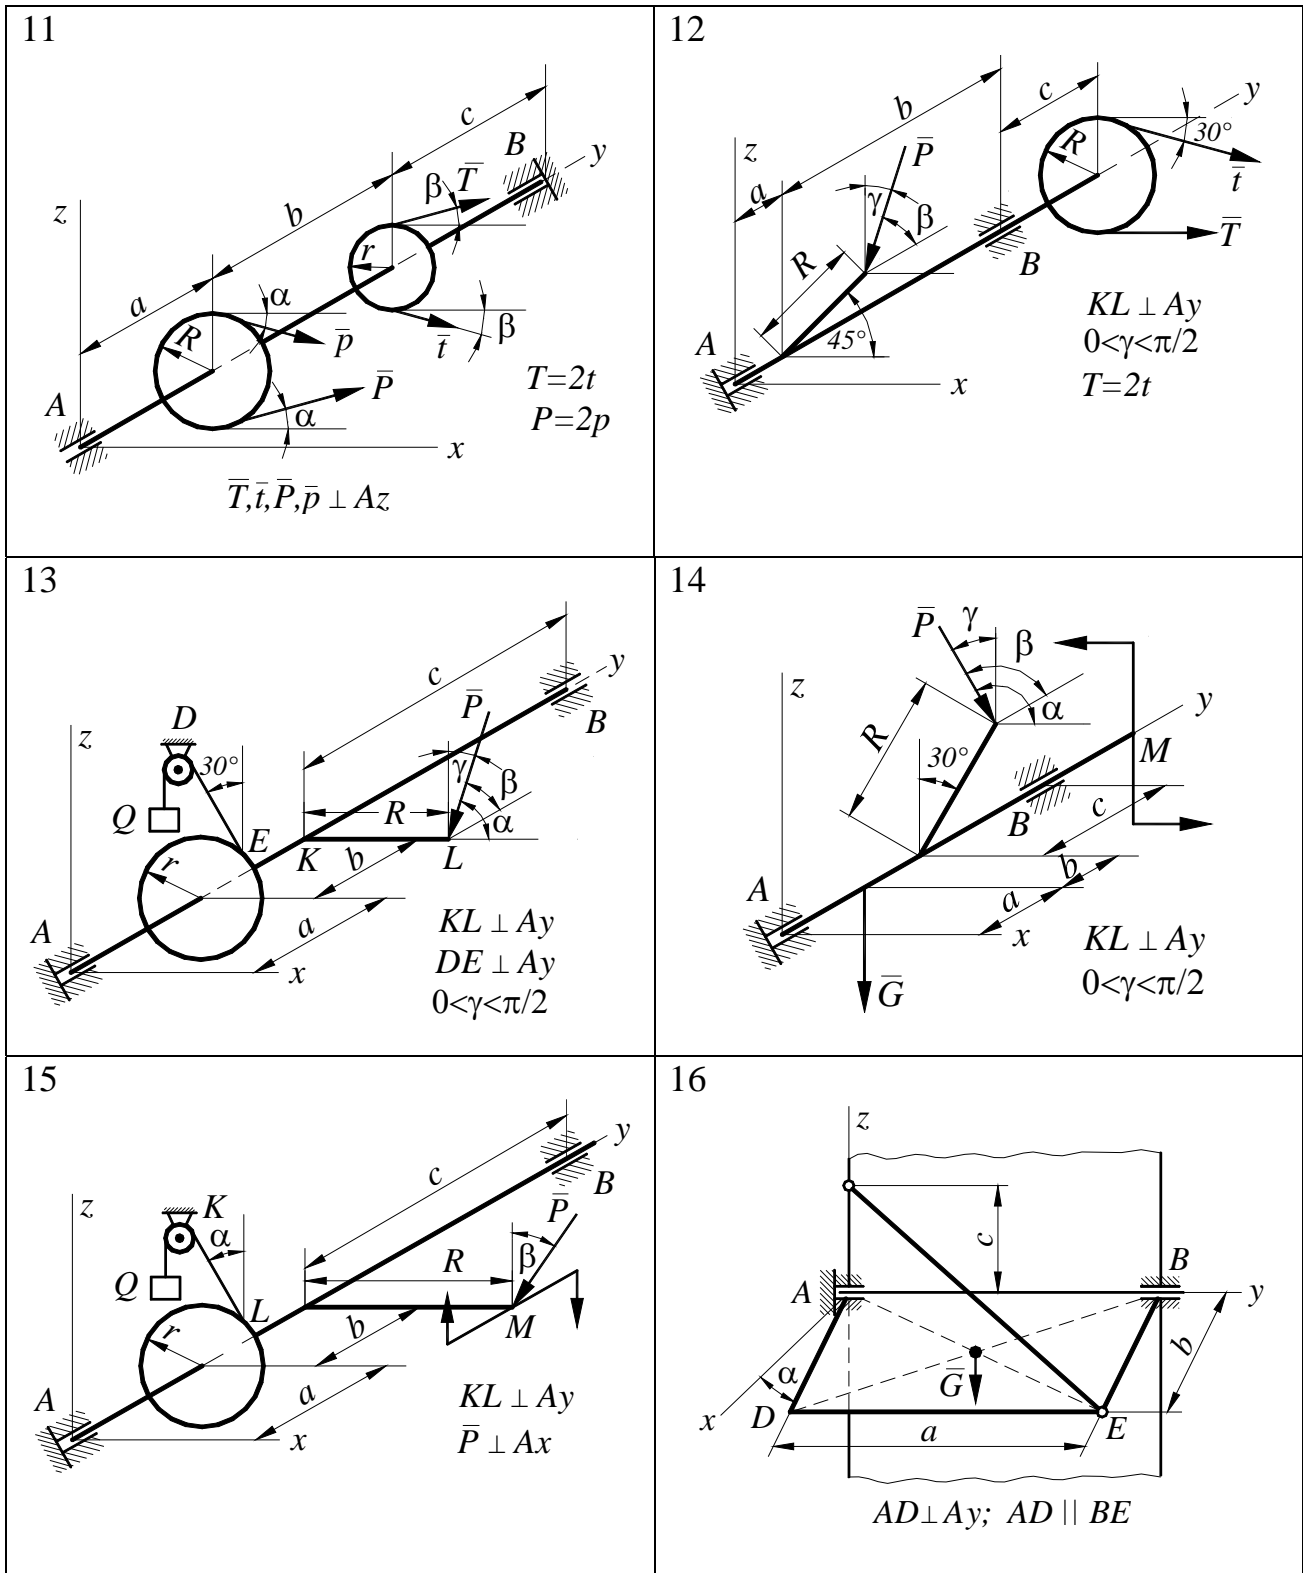 11
z
a
b
c
A
R
α
p̄
P̄
α
r
β
T̄
t̄
β
B
y
x
T=2t
P=2p
T̄,t̄,P̄,p̄ ⊥ Az
12
z
a
b
c
P̄
γ
β
R
45°
A
x
B
R
y
30°
t̄
T̄
KL ⊥ Ay
0<γ<π/2
T=2t
13
z
D
30°
Q
E
r
A
x
a
b
K
R
L
c
P̄
γ
β
α
B
y
KL ⊥ Ay
DE ⊥ Ay
0<γ<π/2
14
z
P̄
γ
β
α
R
30°
A
x
a
b
c
B
M
y
Ḡ
KL ⊥ Ay
0<γ<π/2
15
z
K
α
Q
L
r
A
x
a
b
R
c
M
P̄
β
B
y
KL ⊥ Ay
P̄ ⊥ Ax
16
z
c
A
B
y
b
α
x
D
Ḡ
a
E
AD⊥Ay; AD || BE